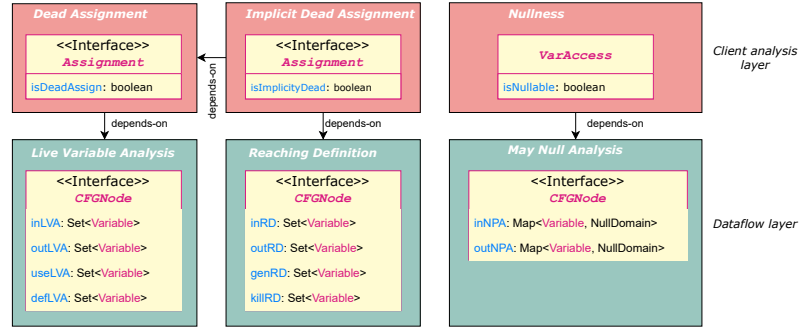 Dead Assignment
<<Interface>>
Assignment
isDeadAssign: boolean
Implicit Dead Assignment
<<Interface>>
Assignment
isImplicityDead: boolean
Nullness
VarAccess
isNullable: boolean
Client analysis
layer
depends-on
depends-on
depends-on
depends-on
Live Variable Analysis
<<Interface>>
CFGNode
inLVA: Set<Variable>
outLVA: Set<Variable>
useLVA: Set<Variable>
defLVA: Set<Variable>
Reaching Definition
<<Interface>>
CFGNode
inRD: Set<Variable>
outRD: Set<Variable>
genRD: Set<Variable>
killRD: Set<Variable>
May Null Analysis
<<Interface>>
CFGNode
inNPA: Map<Variable, NullDomain>
outNPA: Map<Variable, NullDomain>
Dataflow layer